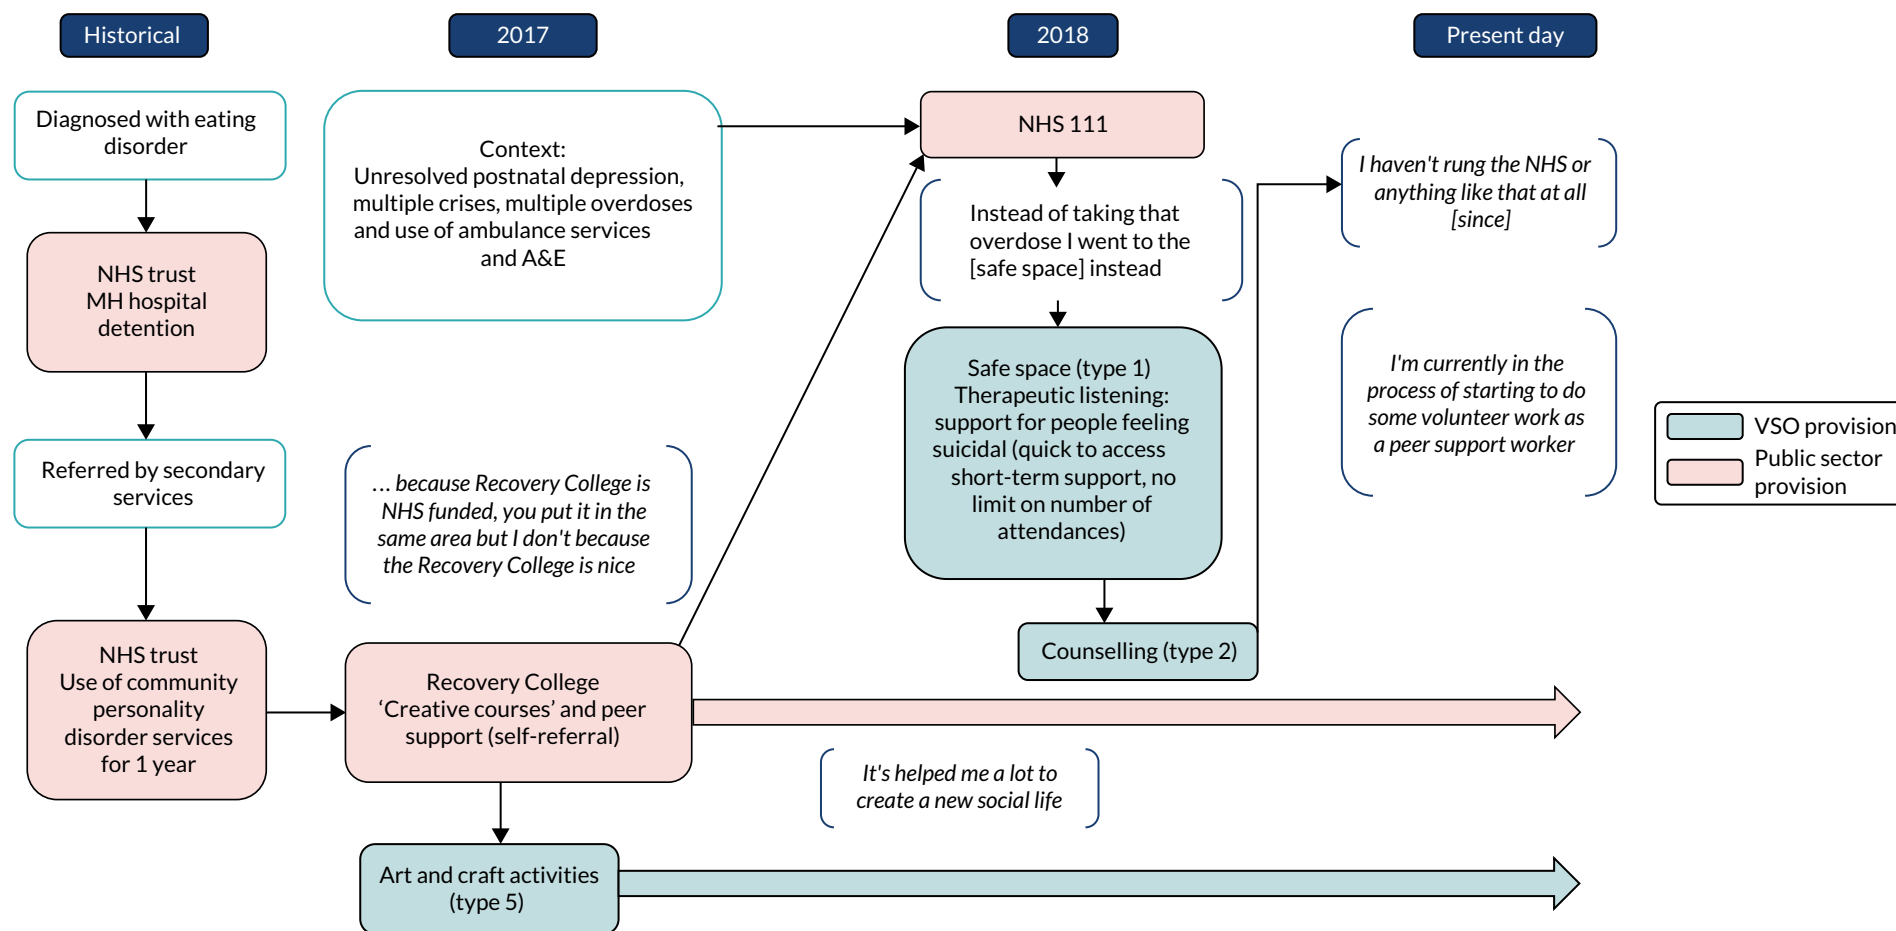 Historical
2017
2018
Present day
Diagnosed with eating
disorder
NHS trust
MH hospital
detention
Referred by secondary
services
NHS trust
Use of community
personality
disorder services
for 1 year
Context:
Unresolved postnatal depression,
multiple crises, multiple overdoses
and use of ambulance services
and A&E
... because Recovery College is
NHS funded, you put it in the
same area but I don't because
the Recovery College is nice
Recovery College
‘Creative courses’ and peer
support (self-referral)
Art and craft activities
(type 5)
NHS 111
Instead of taking that
overdose I went to the
[safe space] instead
Safe space (type 1)
Therapeutic listening:
support for people feeling
suicidal (quick to access
short-term support, no
limit on number of
attendances)
Counselling (type 2)
It's helped me a lot to
create a new social life
I haven't rung the NHS or
anything like that at all
[since]
I'm currently in the
process of starting to do
some volunteer work as
a peer support worker
VSO provision
Public sector
provision